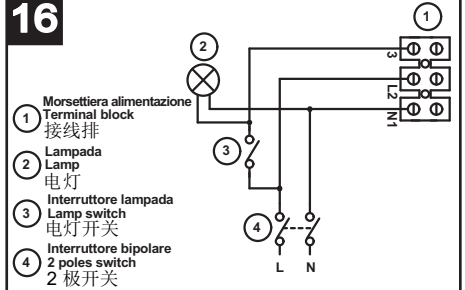 16
1
2
3
L2
N1
1 Morsettiera alimentazione
Terminal block
接线排
2 Lampada
Lamp
电灯
3 Interruttore lampada
Lamp switch
电灯开关
4 Interruttore bipolare
2 poles switch
2 极开关
3
4
L N